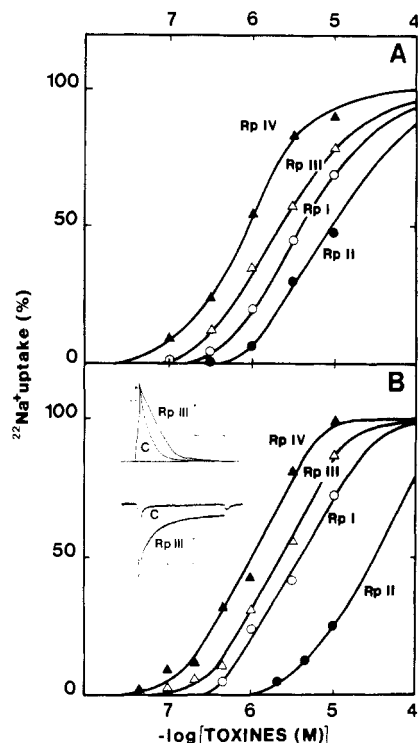 7 6 5 4
A
100
50
0
Rp IV
Rp III
Rp I
Rp II
²²Na⁺uptake (%)
B
100
50
0
Rp III
C
C
Rp III
Rp IV
Rp III
Rp I
Rp II
7 6 5 4
-log[TOXINES (M)]